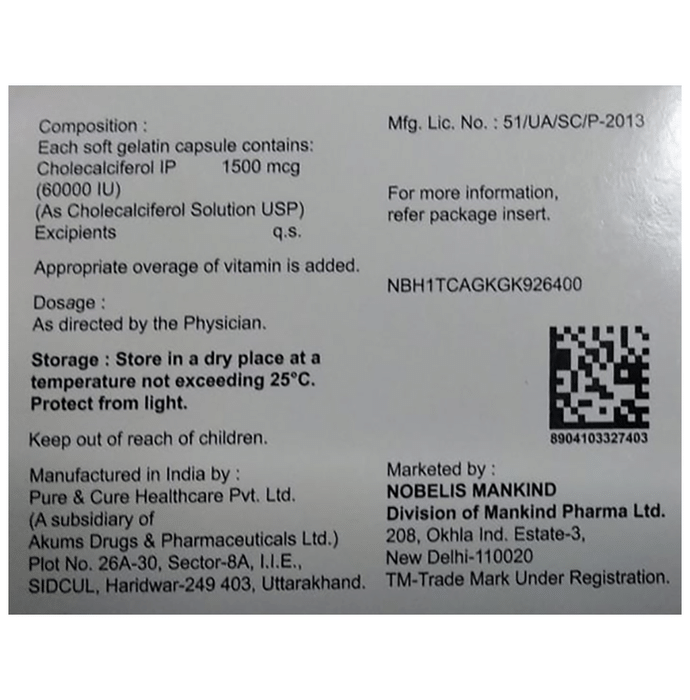 Composition :
Each soft gelatin capsule contains:
Cholecalciferol IP 1500 mcg
(60000 IU)
(As Cholecalciferol Solution USP)
Excipients q.s.
Appropriate overage of vitamin is added.
Dosage :
As directed by the Physician.
Storage : Store in a dry place at a
temperature not exceeding 25°C.
Protect from light.
Keep out of reach of children.
Manufactured in India by :
Pure & Cure Healthcare Pvt. Ltd.
(A subsidiary of
Akums Drugs & Pharmaceuticals Ltd.)
Plot No. 26A-30, Sector-8A, I.I.E.,
SIDCUL, Haridwar-249 403, Uttarakhand.
Mfg. Lic. No. : 51/UA/SC/P-2013
For more information,
refer package insert.
NBH1TCAGKGK926400
8904103327403
Marketed by :
NOBELIS MANKIND
Division of Mankind Pharma Ltd.
208, Okhla Ind. Estate-3,
New Delhi-110020
TM-Trade Mark Under Registration.